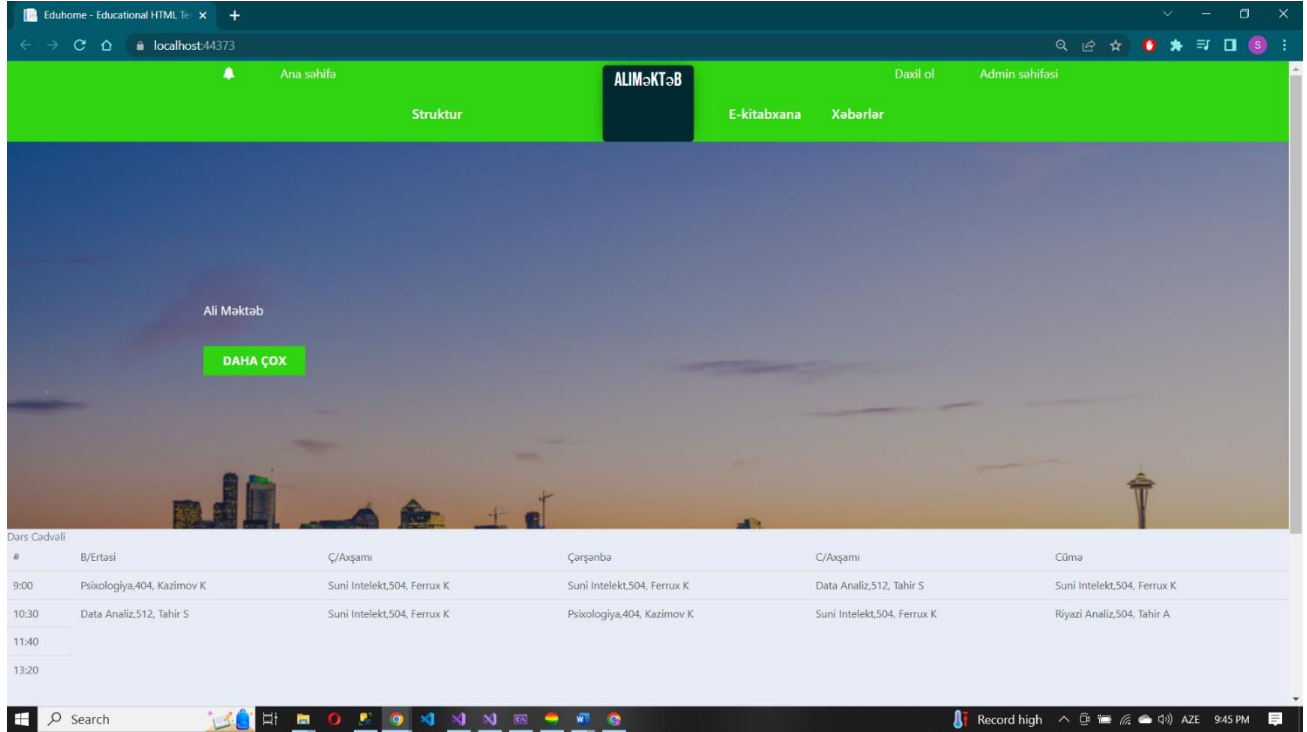 Eduhome - Educational HTML Te
localhost:44373
S
Ana səhifə
ALIMəKTəB
Daxil ol
Admin səhifəsi
Struktur
E-kitabxana
Xəbərlər
Ali Məktəb
DAHA ÇOX
Dərs Cədvəli
# B/Ertəsi Ç/Axşamı Çərşənbə C/Axşamı Cümə
9:00 Psixologiya,404, Kazimov K Suni Intelekt,504, Ferrux K Suni Intelekt,504, Ferrux K Data Analiz,512, Tahir S Suni Intelekt,504, Ferrux K
10:30 Data Analiz,512, Tahir S Suni Intelekt,504, Ferrux K Psixologiya,404, Kazimov K Suni Intelekt,504, Ferrux K Riyazi Analiz,504, Tahir A
11:40
13:20
Search
Record high
AZE
9:45 PM